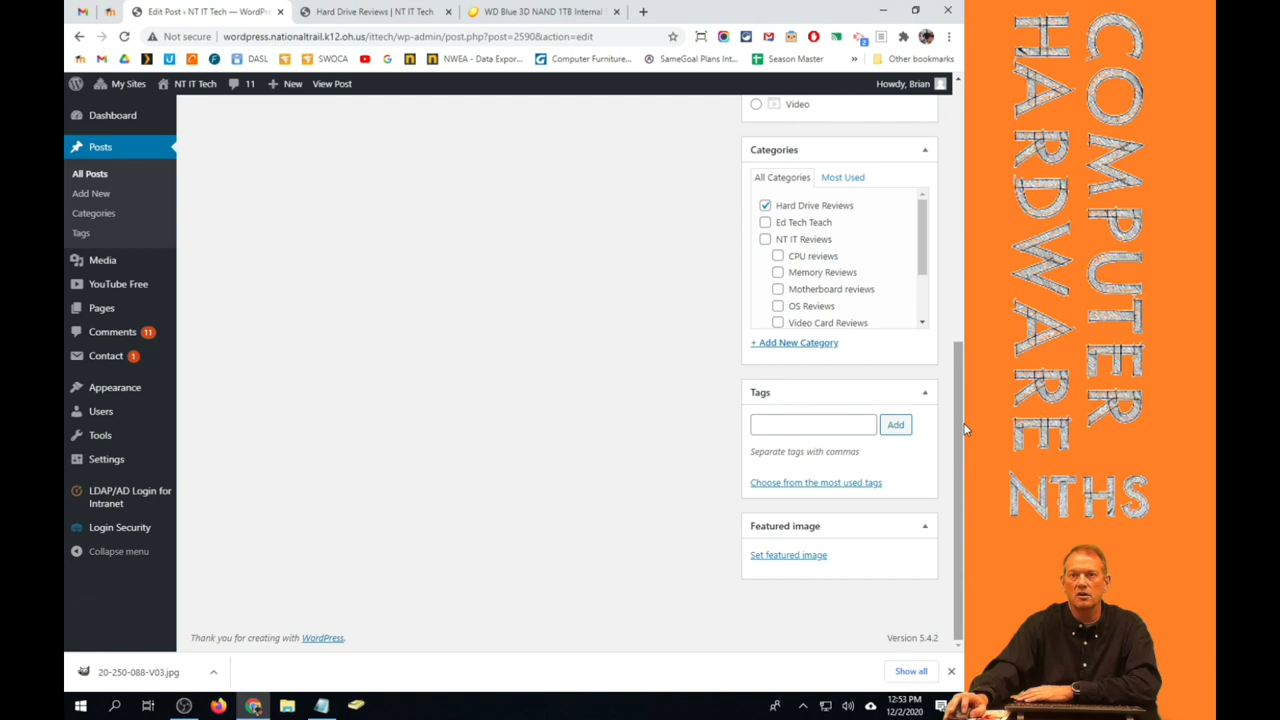 Edit Post ‹ NT IT Tech — WordPre
Hard Drive Reviews | NT IT Tech
WD Blue 3D NAND 1TB Internal
Not secure
wordpress.nationaltrail.k12.oh.us/ittech/wp-admin/post.php?post=2590&action=edit
DASL
SWOCA
NWEA - Data Expor...
Computer Furniture...
SameGoal Plans Int...
Season Master
»
Other bookmarks
My Sites
NT IT Tech
11
New
View Post
Howdy, Brian
Dashboard
Posts
All Posts
Add New
Categories
Tags
Media
YouTube Free
Pages
Comments 11
Contact 1
Appearance
Users
Tools
Settings
LDAP/AD Login for
Intranet
Login Security
Collapse menu
Video
Categories
All Categories
Most Used
Hard Drive Reviews
Ed Tech Teach
NT IT Reviews
CPU reviews
Memory Reviews
Motherboard reviews
OS Reviews
Video Card Reviews
+ Add New Category
Tags
Add
Separate tags with commas
Choose from the most used tags
Featured image
Set featured image
Thank you for creating with WordPress.
Version 5.4.2
20-250-088-V03.jpg
Show all
12:53 PM
12/2/2020
COMPUTER
HARDWARE
NTHS